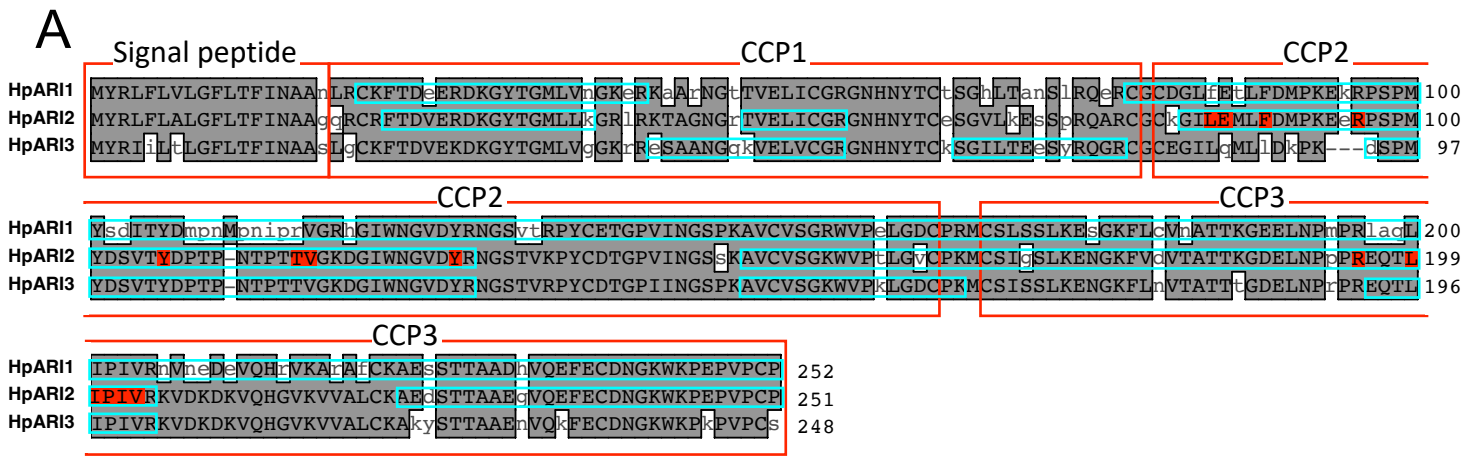 A
Signal peptide CCP1 CCP2
HpARI1 MYRLFLVLGFLTFINAAnLRCKFTDeERDKGYTGMLVnGKeRKaArNGtTVELICGRGNHNYTCtSGhLTanSlRQeRCGCDGLfEtLFDMPKEkRPSPM 100
HpARI2 MYRLFLALGFLTFINAAgqRCRFTDVERDKGYTGMLLkGRlRKTAGNGrTVELICGRGNHNYTCeSGVLkEsSpRQARCGCkGILEMLFDMPKEeRPSPM 100
HpARI3 MYRIiLtLGFLTFINAAsLgCKFTDVEKDKGYTGMLVgGKrReSAANGqkVELVCGRGNHNYTCkSGILTEeSyRQGRCGCEGILqMLlDkPK---dSPM 97
CCP2 CCP3
HpARI1 YsdITYDmpnMpniprVGRhGIWNGVDYRNGSvtRPYCETGPVINGSPKAVCVSGRWVPeLGDCPRMCSLSSLKEsGKFLcVnATTKGEELNPmPRlaqL 200
HpARI2 YDSVTYDPTP-NTPTTVGKDGIWNGVDYRNGSTVKPYCDTGPVINGSsKAVCVSGKWVPtLGvCPKMCSIgSLKENGKFVdVTATTKGDELNPpPREQTL 199
HpARI3 YDSVTYDPTP-NTPTTVGKDGIWNGVDYRNGSTVRPYCDTGPIINGSPKAVCVSGKWVPkLGDCPKMCSISSLKENGKFLnVTATTtGDELNPrPREQTL 196
CCP3
HpARI1 IPIVRnVneDeVQHrVKArAfCKAEsSTTAADhVQEFECDNGKWKPEPVPCP 252
HpARI2 IPIVRKVDKDKVQHGVKVVALCKAEdSTTAAEgVQEFECDNGKWKPEPVPCP 251
HpARI3 IPIVRKVDKDKVQHGVKVVALCKAkySTTAAEnVQkFECDNGKWKPkPVPCs 248